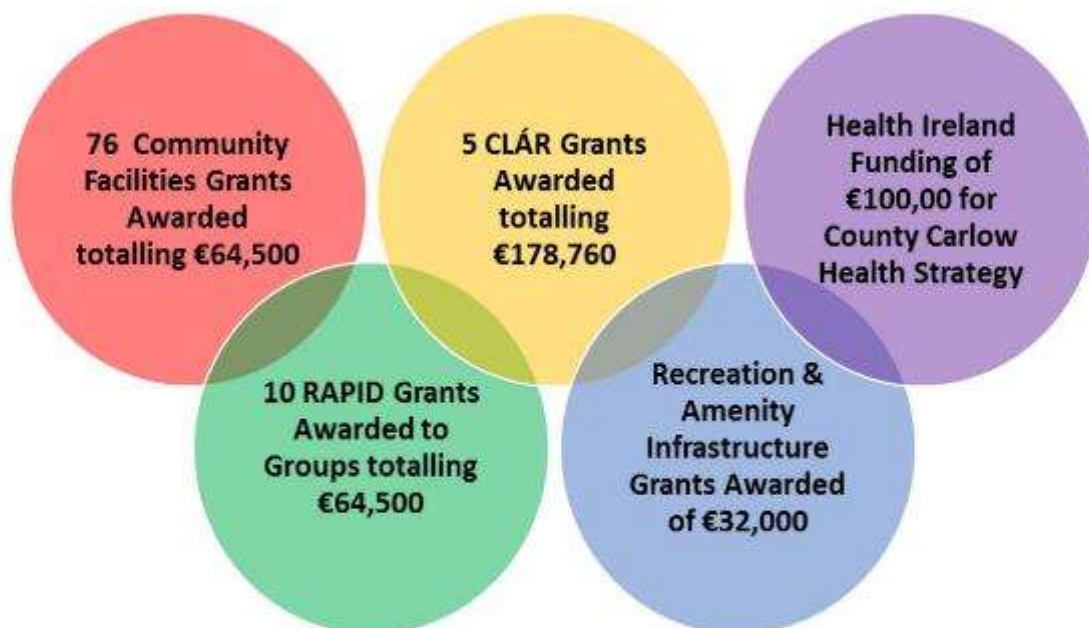 76 Community
Facilities Grants
Awarded
totalling €64,500
5 CLÁR Grants
Awarded
totalling
€178,760
Health Ireland
Funding of
€100,00 for
County Carlow
Health Strategy
10 RAPID Grants
Awarded to
Groups totalling
€64,500
Recreation &
Amenity
Infrastructure
Grants Awarded
of €32,000